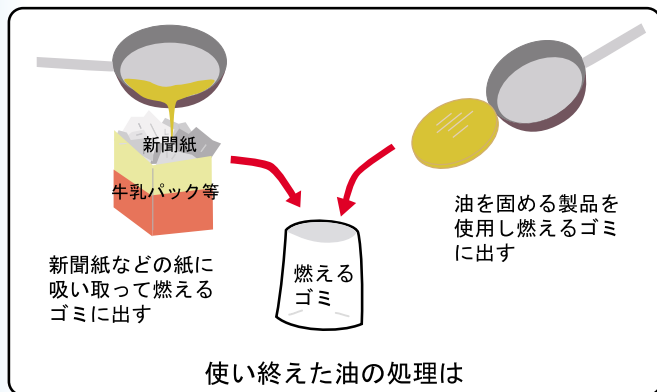 新聞紙
牛乳パック等
新聞紙などの紙に
吸い取って燃える
ゴミに出す
燃える
ゴミ
油を固める製品を
使用し燃えるゴミ
に出す
使い終えた油の処理は